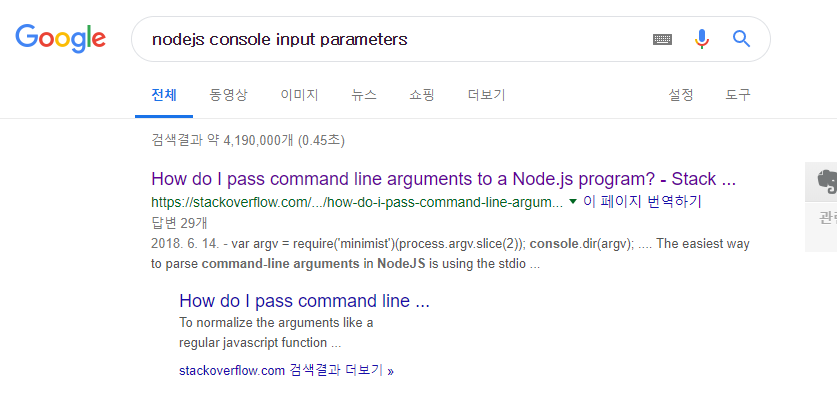 Google
nodejs console input parameters
전체 동영상 이미지 뉴스 쇼핑 더보기 설정 도구
검색결과 약 4,190,000개 (0.45초)
How do I pass command line arguments to a Node.js program? - Stack ...
https://stackoverflow.com/.../how-do-i-pass-command-line-argum... ▼ 이 페이지 번역하기
답변 29개
2018. 6. 14. - var argv = require('minimist')(process.argv.slice(2)); console.dir(argv); .... The easiest way
to parse command-line arguments in NodeJS is using the stdio ...
How do I pass command line ...
To normalize the arguments like a
regular javascript function ...
stackoverflow.com 검색결과 더보기 »